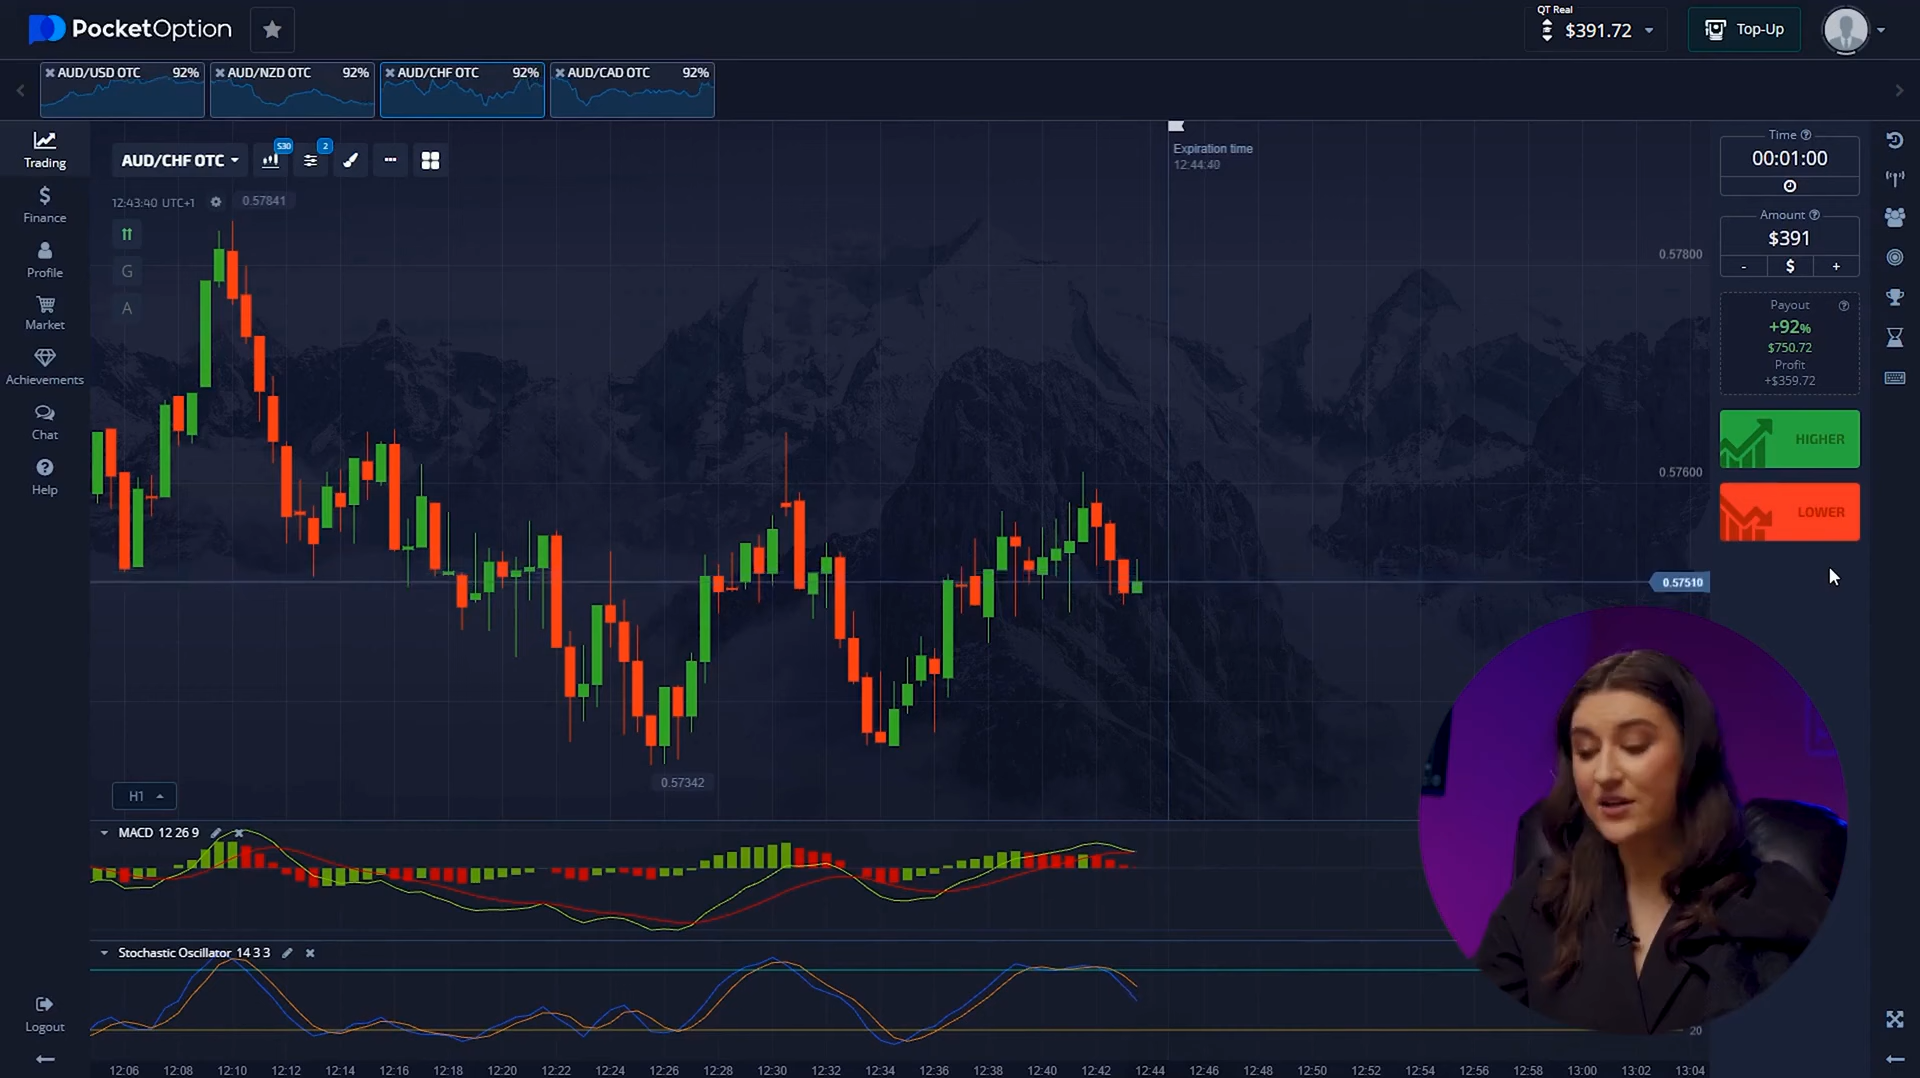 PocketOption
QT Real
$391.72
Top-Up
AUD/USD OTC 92%
AUD/NZD OTC 92%
AUD/CHF OTC 92%
AUD/CAD OTC 92%
Trading
Finance
Profile
Market
Achievements
Chat
Help
Logout
AUD/CHF OTC
S30
2
12:43:40 UTC+1
0.57841
G
A
Expiration time
12:44:40
0.57800
0.57600
0.57510
0.57342
H1
Time
00:01:00
Amount
$391
- $ +
Payout
+92%
$750.72
Profit
+$359.72
HIGHER
LOWER
MACD 12 26 9
Stochastic Oscillator 14 3 3
20
12:06 12:08 12:10 12:12 12:14 12:16 12:18 12:20 12:22 12:24 12:26 12:28 12:30 12:32 12:34 12:36 12:38 12:40 12:42 12:44 12:46 12:48 12:50 12:52 12:54 12:56 12:58 13:00 13:02 13:04